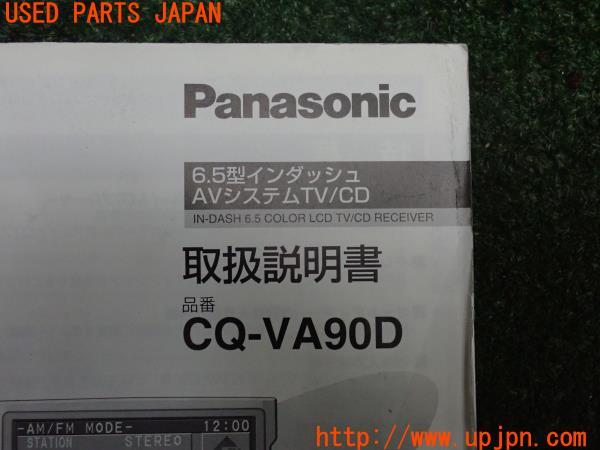 USED PARTS JAPAN
Panasonic
6.5型インダッシュ
AVシステムTV/CD
IN-DASH 6.5 COLOR LCD TV/CD RECEIVER
取扱説明書
品番
CQ-VA90D
-AM/FM MODE- 12:00
STATION STEREO
https://www.upjpn.com